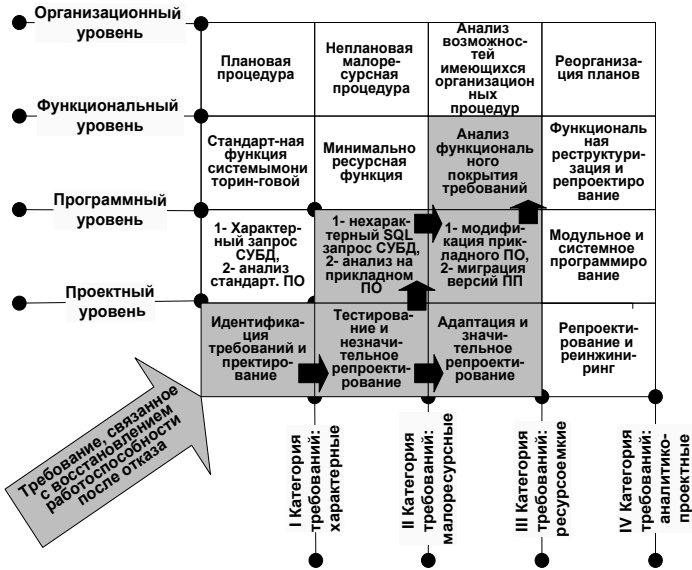 Организационный
уровень
Плановая
процедура
Неплановая
малоре-
сурсная
процедура
Анализ
возможнос-
тей
имеющихся
организацион
ных
процедур
Реорганиза-
ция планов
Функциональный
уровень
Стандарт-ная
функция
системымони
торин-говой
Минимально
ресурсная
функция
Анализ
функциональ
ного
покрытия
требований
Функциональ
ная
реструктури-
зация и
репроектиро
вание
Программный
уровень
1- Характер-
ный запрос
СУБД,
2- анализ
стандарт. ПО
1- нехарак-
терный SQL
запрос СУБД,
2- анализ на
прикладном
ПО
1- модифи-
кация прик-
ладного ПО,
2- миграция
версий ПП
Модульное и
системное
программиро
вание
Проектный
уровень
Идентифика-
ция
требований и
пректиро-
вание
Тестирова-
ние и
незначи-
тельное
репроекти-
рование
Адаптация и
значи-
тельное
репроекти-
рование
Репроекти-
рование и
реинжини-
ринг
Требование, связанное
с восстановлением
работоспособности
после отказа
I Категория
требований:
характерные
II Категория
требований:
малоресурсные
III Категория
требований:
ресурсоемкие
IV Категория
требований:
аналитико-
проектные